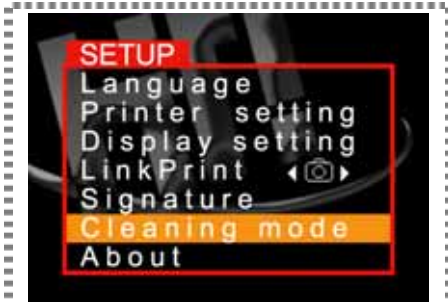 SETUP
Language
Printer setting
Display setting
LinkPrint
Signature
Cleaning mode
About